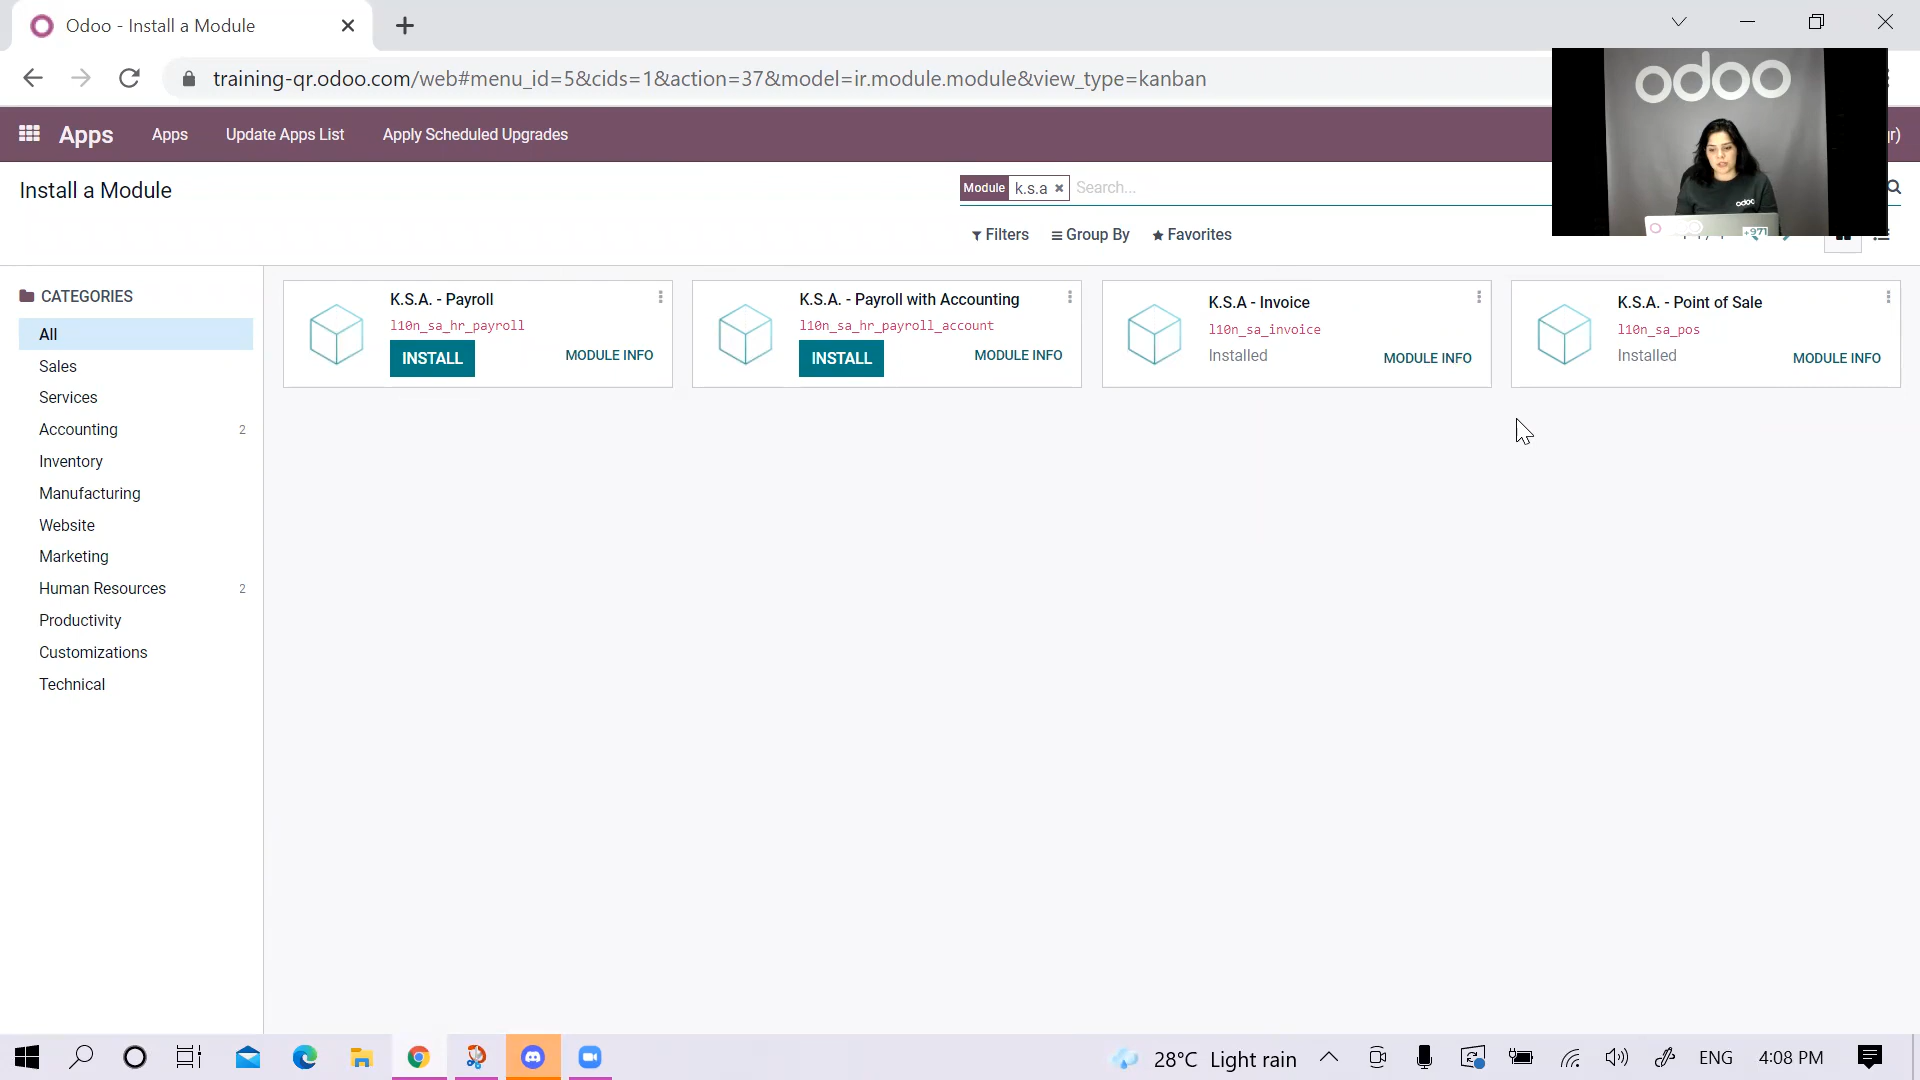 Odoo - Install a Module
training-qr.odoo.com/web#menu_id=5&cids=1&action=37&model=ir.module.module&view_type=kanban
odoo
odoo
+971
Apps
Apps
Update Apps List
Apply Scheduled Upgrades
r)
Install a Module
Module
k.s.a
Search...
Filters
Group By
Favorites
CATEGORIES
All
Sales
Services
Accounting 2
Inventory
Manufacturing
Website
Marketing
Human Resources 2
Productivity
Customizations
Technical
K.S.A. - Payroll
l10n_sa_hr_payroll
INSTALL
MODULE INFO
K.S.A. - Payroll with Accounting
l10n_sa_hr_payroll_account
INSTALL
MODULE INFO
K.S.A - Invoice
l10n_sa_invoice
Installed
MODULE INFO
K.S.A. - Point of Sale
l10n_sa_pos
Installed
MODULE INFO
28°C Light rain
ENG
4:08 PM